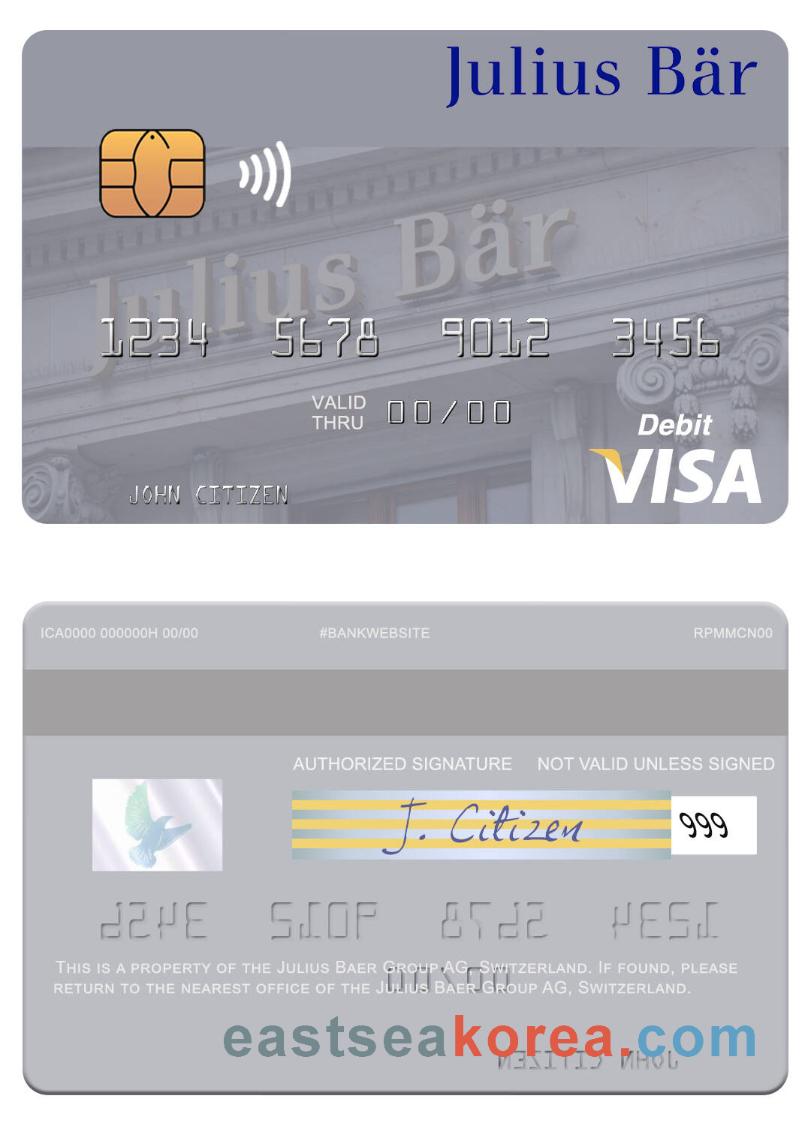 Julius Bär
Julius Bär
1234 5678 9012 3456
VALID THRU 00/00
Debit
VISA
JOHN CITIZEN
ICA0000 000000H 00/00 #BANKWEBSITE RPMMCN00
AUTHORIZED SIGNATURE NOT VALID UNLESS SIGNED
J. Citizen 999
THIS IS A PROPERTY OF THE JULIUS BAER GROUP AG, SWITZERLAND. IF FOUND, PLEASE
RETURN TO THE NEAREST OFFICE OF THE JULIUS BAER GROUP AG, SWITZERLAND.
eastseakorea.com